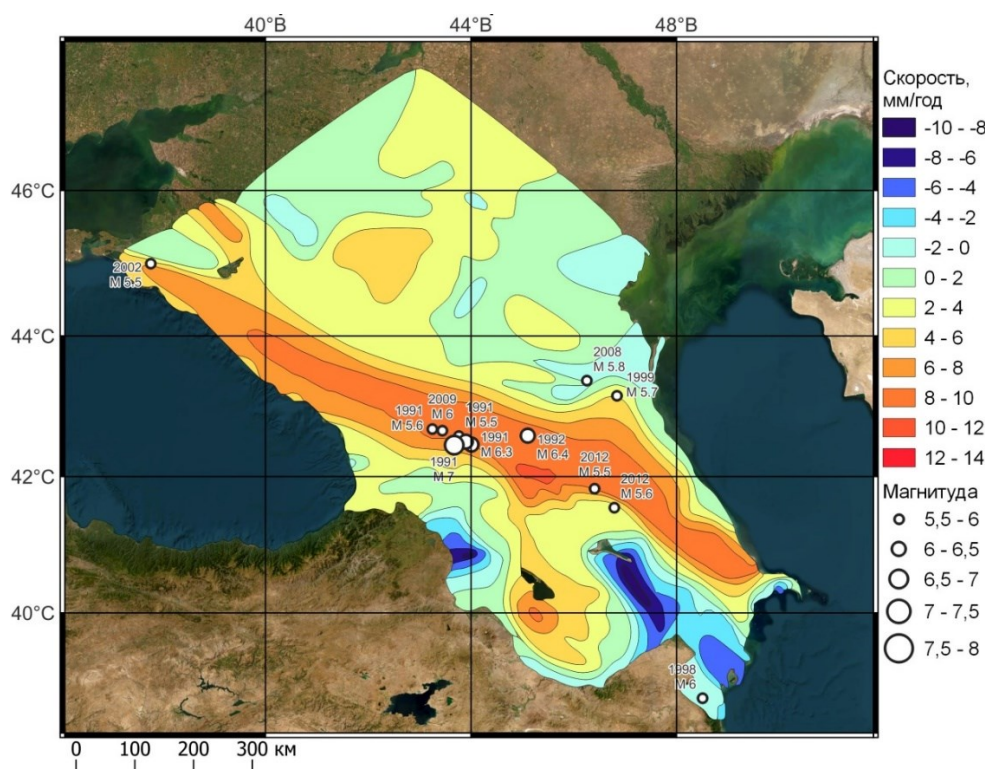 40°В 44°В 48°В
46°С
44°С
42°С
40°С
2002
M 5.5
2008
M 5.8
1999
M 5.7
2009
M 6
1991
M 5.6
1991
M 5.5
1991
M 6.3
1991
M 7
1992
M 6.4
2012
M 5.5
2012
M 5.6
1998
M 6
0 100 200 300 км
Скорость,
мм/год
-10 - -8
-8 - -6
-6 - -4
-4 - -2
-2 - 0
0 - 2
2 - 4
4 - 6
6 - 8
8 - 10
10 - 12
12 - 14
Магнитуда
5,5 - 6
6 - 6,5
6,5 - 7
7 - 7,5
7,5 - 8